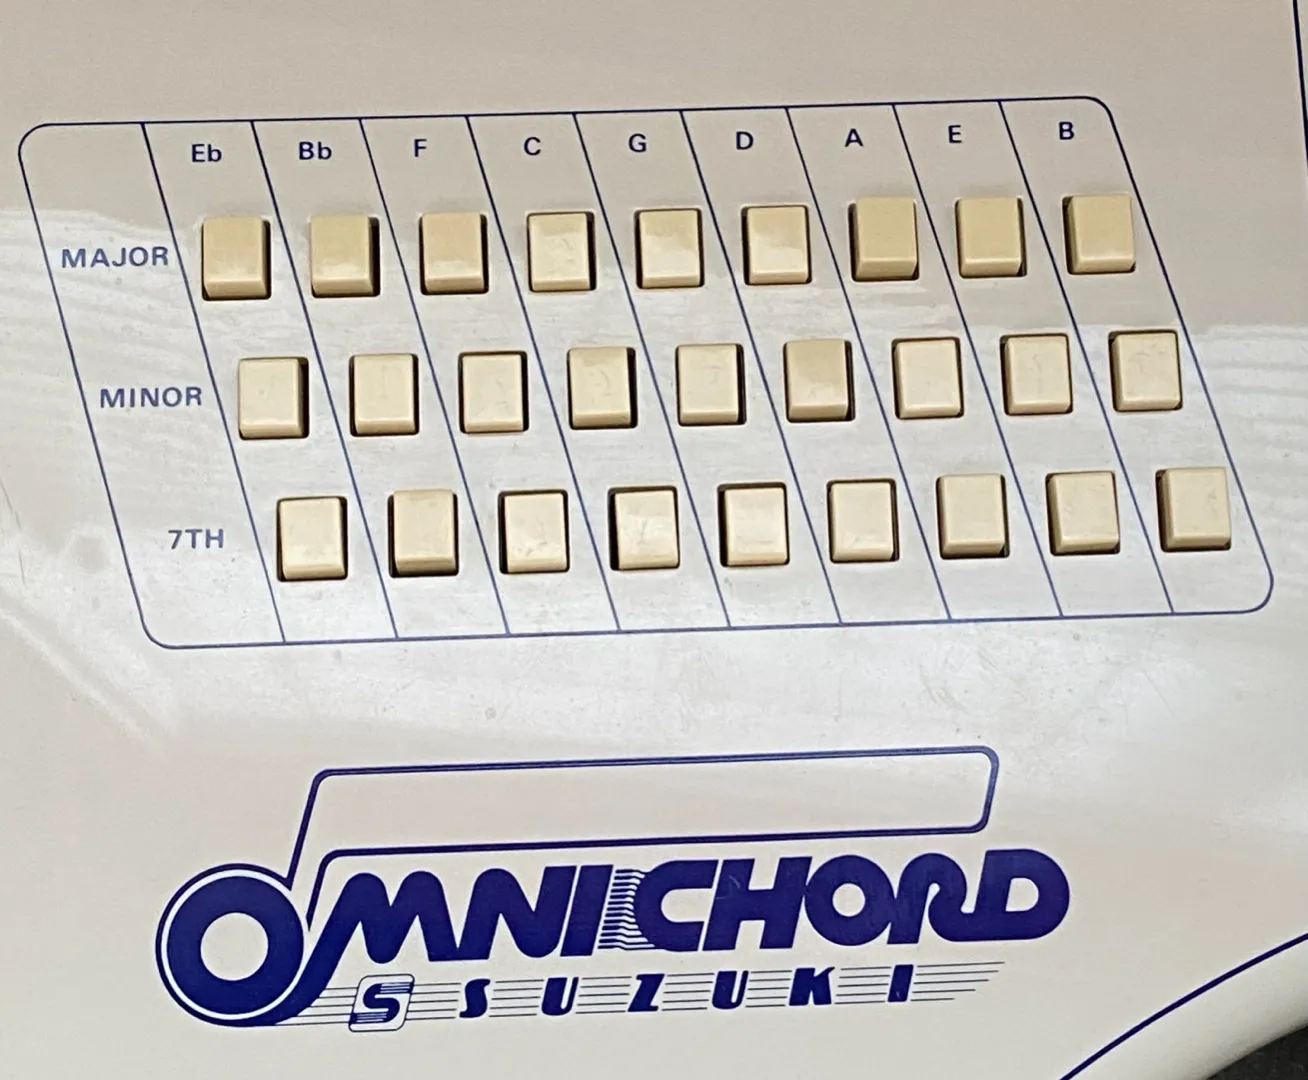 Eb Bb F C G D A E B
MAJOR
MINOR
7TH
OMNICHORD
S SUZUKI